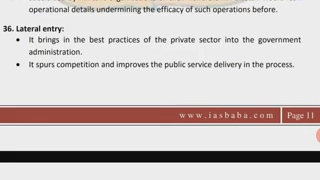 operational details undermining the efficacy of such operations before.
36. Lateral entry:
• It brings in the best practices of the private sector into the government
administration.
• It spurs competition and improves the public service delivery in the process.
www.iasbaba.com Page 11